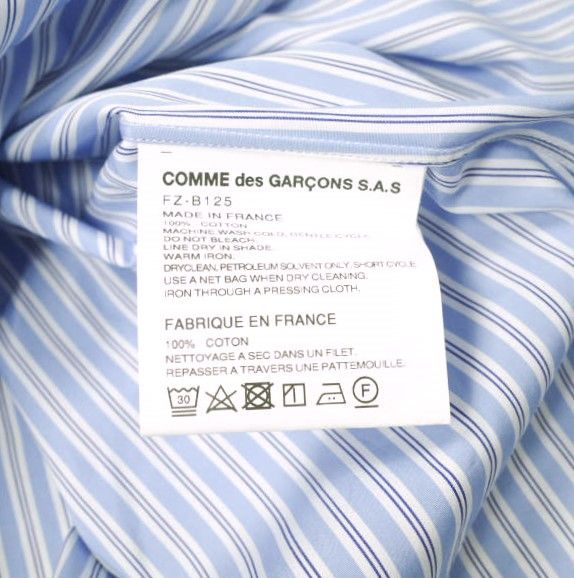 COMME des GARÇONS S.A.S
FZ-B125
MADE IN FRANCE
100% COTTON
MACHINE WASH COLD, GENTLE CYCLE.
DO NOT BLEACH.
LINE DRY IN SHADE.
WARM IRON.
DRYCLEAN, PETROLEUM SOLVENT ONLY, SHORT CYCLE.
USE A NET BAG WHEN DRY CLEANING.
IRON THROUGH A PRESSING CLOTH.
FABRIQUE EN FRANCE
100% COTON
NETTOYAGE A SEC DANS UN FILET.
REPASSER A TRAVERS UNE PATTEMOUILLE.
30 F